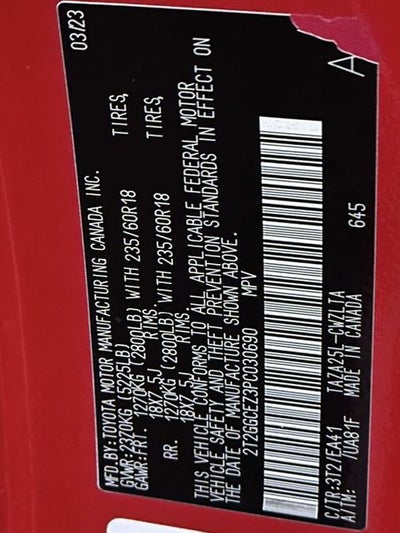 MFD.BY: TOYOTA MOTOR MANUFACTURING CANADA INC. 03/23
GVWR:2370KG (5225LB)
GAWR:FRT. 1270KG (2800LB) WITH 235/60R18 TIRES,
18X7.5J RIMS.
RR. 1270KG (2800LB) WITH 235/60R18 TIRES,
18X7.5J RIMS.
THIS VEHICLE CONFORMS TO ALL APPLICABLE FEDERAL MOTOR
VEHICLE SAFETY AND THEFT PREVENTION STANDARDS IN EFFECT ON
THE DATE OF MANUFACTURE SHOWN ABOVE.
2T2GGCEZ3PC030690 MPV
A
C/TR:3T2/EA41 TAZA25L-CWZLTA 645
A/TM: /UA81F MADE IN CANADA